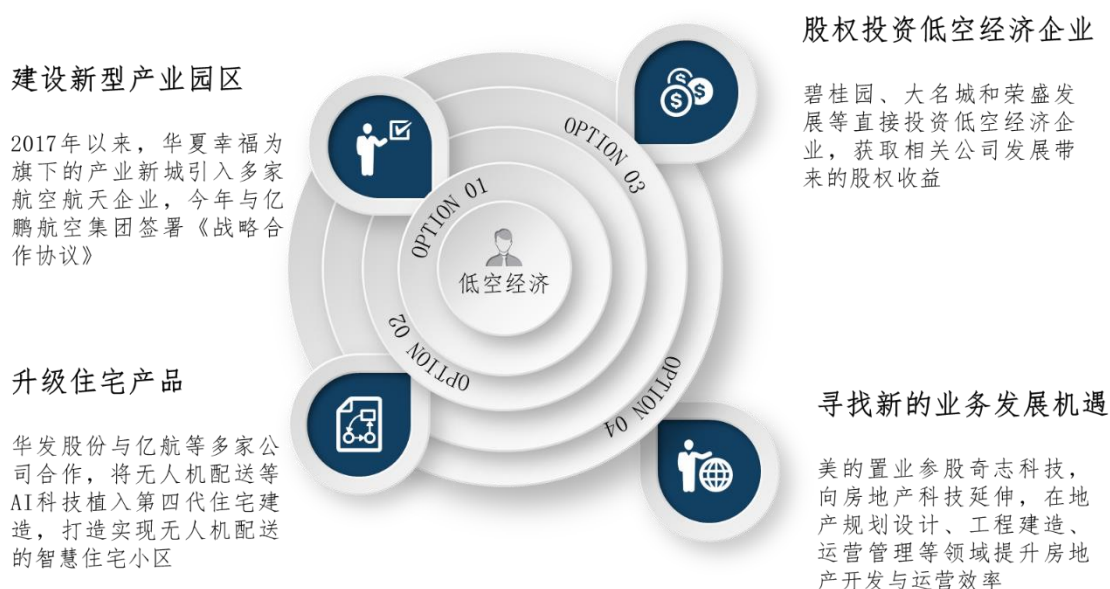 建设新型产业园区
2017年以来，华夏幸福为
旗下的产业新城引入多家
航空航天企业，今年与亿
鹏航空集团签署《战略合
作协议》
股权投资低空经济企业
碧桂园、大名城和荣盛发
展等直接投资低空经济企
业，获取相关公司发展带
来的股权收益
OPTION 01
OPTION 03
低空经济
OPTION 02
OPTION 04
升级住宅产品
华发股份与亿航等多家公
司合作，将无人机配送等
AI科技植入第四代住宅建
造，打造实现无人机配送
的智慧住宅小区
寻找新的业务发展机遇
美的置业参股奇志科技，
向房地产科技延伸，在地
产规划设计、工程建造、
运营管理等领域提升房地
产开发与运营效率